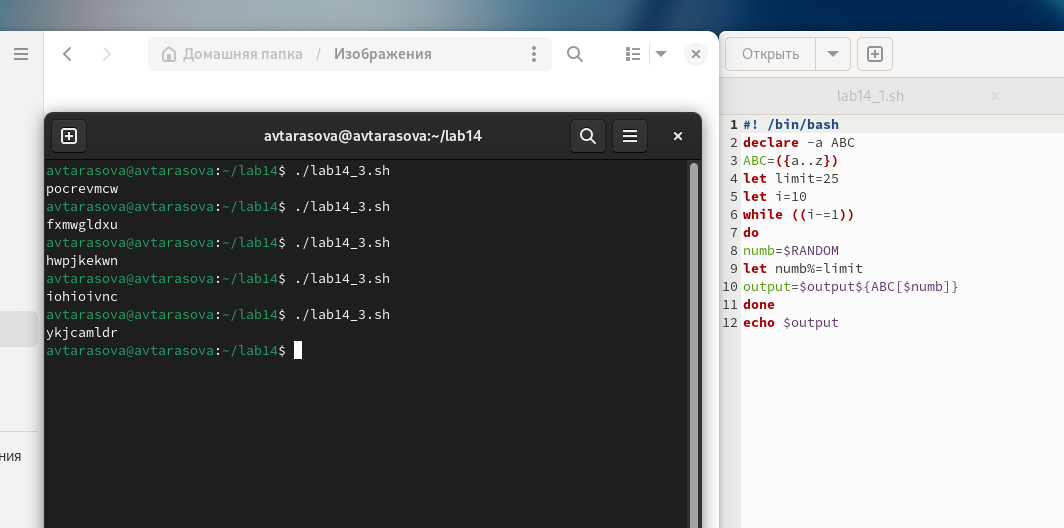 Домашняя папка / Изображения
avtarasova@avtarasova:~/lab14
avtarasova@avtarasova:~/lab14$ ./lab14_3.sh
pocrevmcw
avtarasova@avtarasova:~/lab14$ ./lab14_3.sh
fxmwgldxu
avtarasova@avtarasova:~/lab14$ ./lab14_3.sh
hwpjkekwn
avtarasova@avtarasova:~/lab14$ ./lab14_3.sh
iohioivnc
avtarasova@avtarasova:~/lab14$ ./lab14_3.sh
ykjcamldr
avtarasova@avtarasova:~/lab14$
ния
Открыть
lab14_1.sh
1 #! /bin/bash
2 declare -a ABC
3 ABC=({a..z})
4 let limit=25
5 let i=10
6 while ((i-=1))
7 do
8 numb=$RANDOM
9 let numb%=limit
10 output=$output${ABC[$numb]}
11 done
12 echo $output